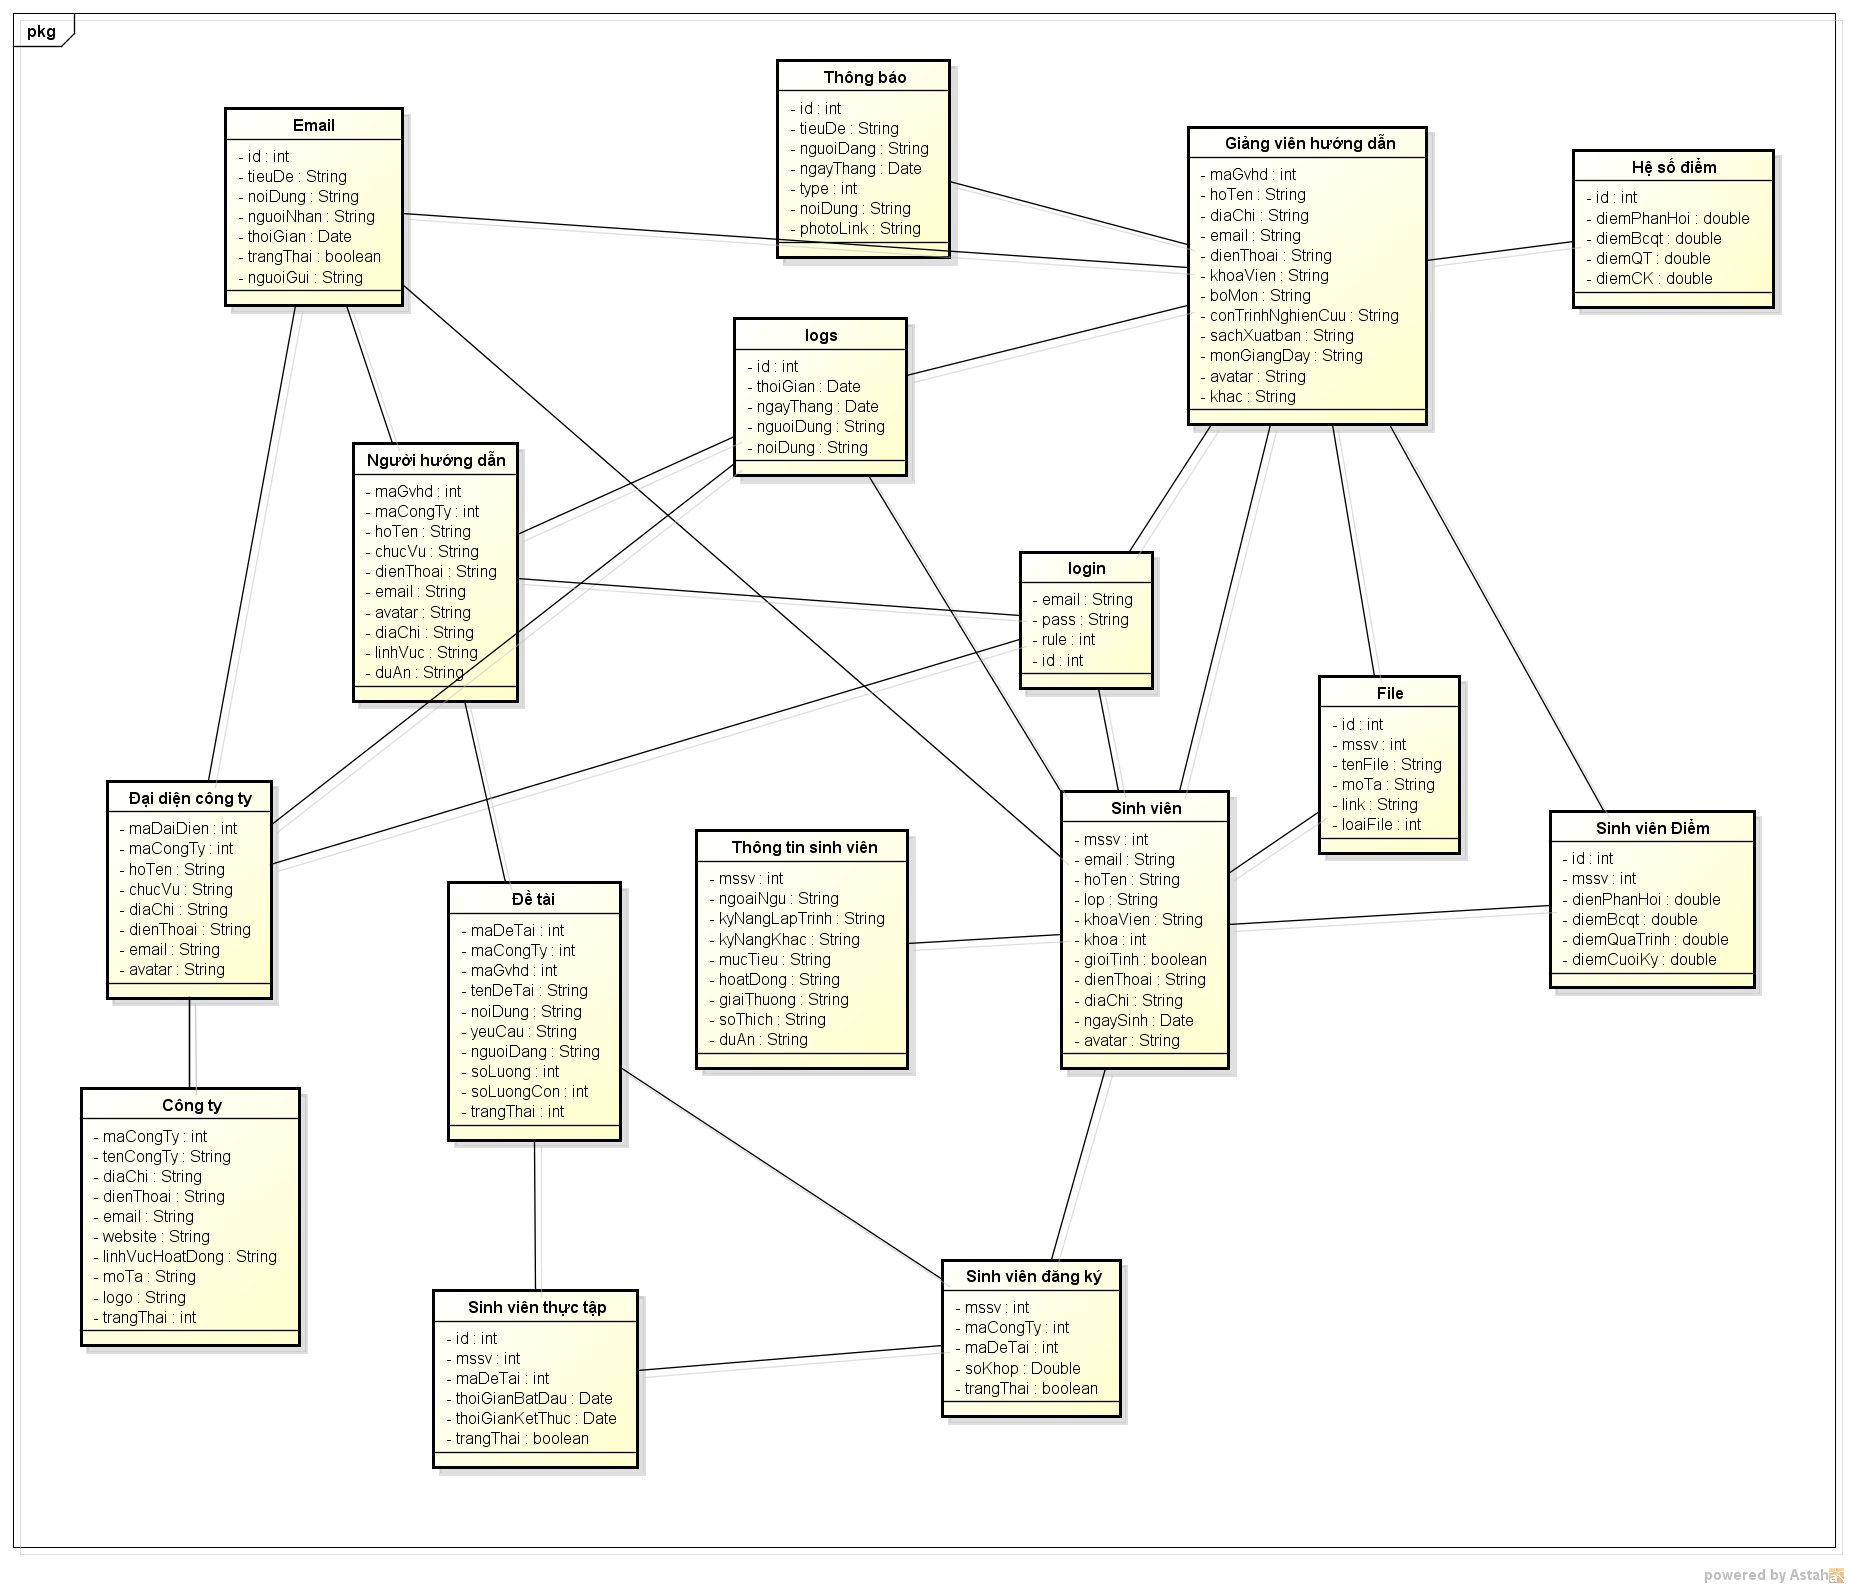 pkg
Thông báo
- id : int
- tieuDe : String
- nguoiDang : String
- ngayThang : Date
- type : int
- noiDung : String
- photoLink : String
Email
- id : int
- tieuDe : String
- noiDung : String
- nguoiNhan : String
- thoiGian : Date
- trangThai : boolean
- nguoiGui : String
Giảng viên hướng dẫn
- maGvhd : int
- hoTen : String
- diaChi : String
- email : String
- dienThoai : String
- khoaVien : String
- boMon : String
- conTrinhNghienCuu : String
- sachXuatban : String
- monGiangDay : String
- avatar : String
- khac : String
Hệ số điểm
- id : int
- diemPhanHoi : double
- diemBcqt : double
- diemQT : double
- diemCK : double
logs
- id : int
- thoiGian : Date
- ngayThang : Date
- nguoiDung : String
- noiDung : String
Người hướng dẫn
- maGvhd : int
- maCongTy : int
- hoTen : String
- chucVu : String
- dienThoai : String
- email : String
- avatar : String
- diaChi : String
- linhVuc : String
- duAn : String
login
- email : String
- pass : String
- rule : int
- id : int
File
- id : int
- mssv : int
- tenFile : String
- moTa : String
- link : String
- loaiFile : int
Đại diện công ty
- maDaiDien : int
- maCongTy : int
- hoTen : String
- chucVu : String
- diaChi : String
- dienThoai : String
- email : String
- avatar : String
Sinh viên
- mssv : int
- email : String
- hoTen : String
- lop : String
- khoaVien : String
- khoa : int
- gioiTinh : boolean
- dienThoai : String
- diaChi : String
- ngaySinh : Date
- avatar : String
Sinh viên Điểm
- id : int
- mssv : int
- dienPhanHoi : double
- diemBcqt : double
- diemQuaTrinh : double
- diemCuoiKy : double
Thông tin sinh viên
- mssv : int
- ngoaiNgu : String
- kyNangLapTrinh : String
- kyNangKhac : String
- mucTieu : String
- hoatDong : String
- giaiThuong : String
- soThich : String
- duAn : String
Đề tài
- maDeTai : int
- maCongTy : int
- maGvhd : int
- tenDeTai : String
- noiDung : String
- yeuCau : String
- nguoiDang : String
- soLuong : int
- soLuongCon : int
- trangThai : int
Công ty
- maCongTy : int
- tenCongTy : String
- diaChi : String
- dienThoai : String
- email : String
- website : String
- linhVucHoatDong : String
- moTa : String
- logo : String
- trangThai : int
Sinh viên đăng ký
- mssv : int
- maCongTy : int
- maDeTai : int
- soKhop : Double
- trangThai : boolean
Sinh viên thực tập
- id : int
- mssv : int
- maDeTai : int
- thoiGianBatDau : Date
- thoiGianKetThuc : Date
- trangThai : boolean
powered by Astah